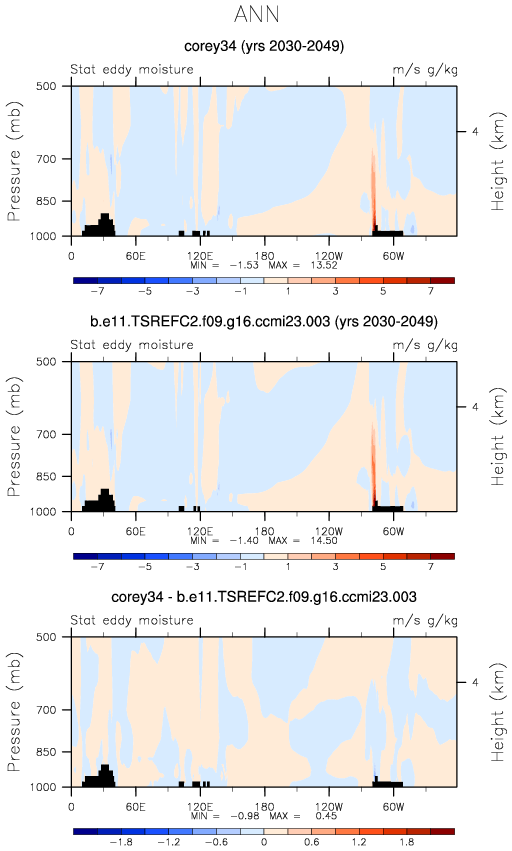 ANN
corey34 (yrs 2030-2049)
Stat eddy moisture m/s g/kg
500
700
850
1000
Pressure (mb)
4
Height (km)
0 60E 120E 180 120W 60W
MIN = -1.53 MAX = 13.52
-7 -5 -3 -1 1 3 5 7
b.e11.TSREFC2.f09.g16.ccmi23.003 (yrs 2030-2049)
Stat eddy moisture m/s g/kg
500
700
850
1000
Pressure (mb)
4
Height (km)
0 60E 120E 180 120W 60W
MIN = -1.40 MAX = 14.50
-7 -5 -3 -1 1 3 5 7
corey34 - b.e11.TSREFC2.f09.g16.ccmi23.003
Stat eddy moisture m/s g/kg
500
700
850
1000
Pressure (mb)
4
Height (km)
0 60E 120E 180 120W 60W
MIN = -0.98 MAX = 0.45
-1.8 -1.2 -0.6 0 0.6 1.2 1.8